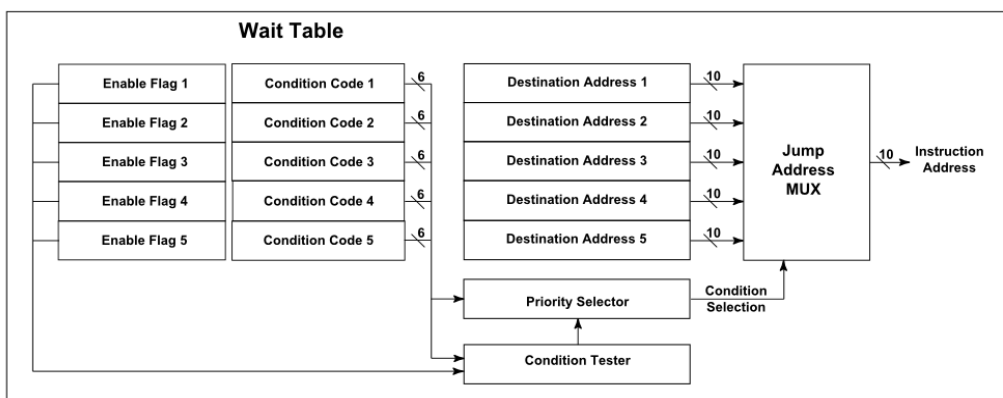 Wait Table
Enable Flag 1
Condition Code 1
6
Destination Address 1
10
Enable Flag 2
Condition Code 2
6
Destination Address 2
10
Enable Flag 3
Condition Code 3
6
Destination Address 3
10
Enable Flag 4
Condition Code 4
6
Destination Address 4
10
Enable Flag 5
Condition Code 5
6
Destination Address 5
10
Jump
Address
MUX
10
Instruction
Address
Priority Selector
Condition
Selection
Condition Tester